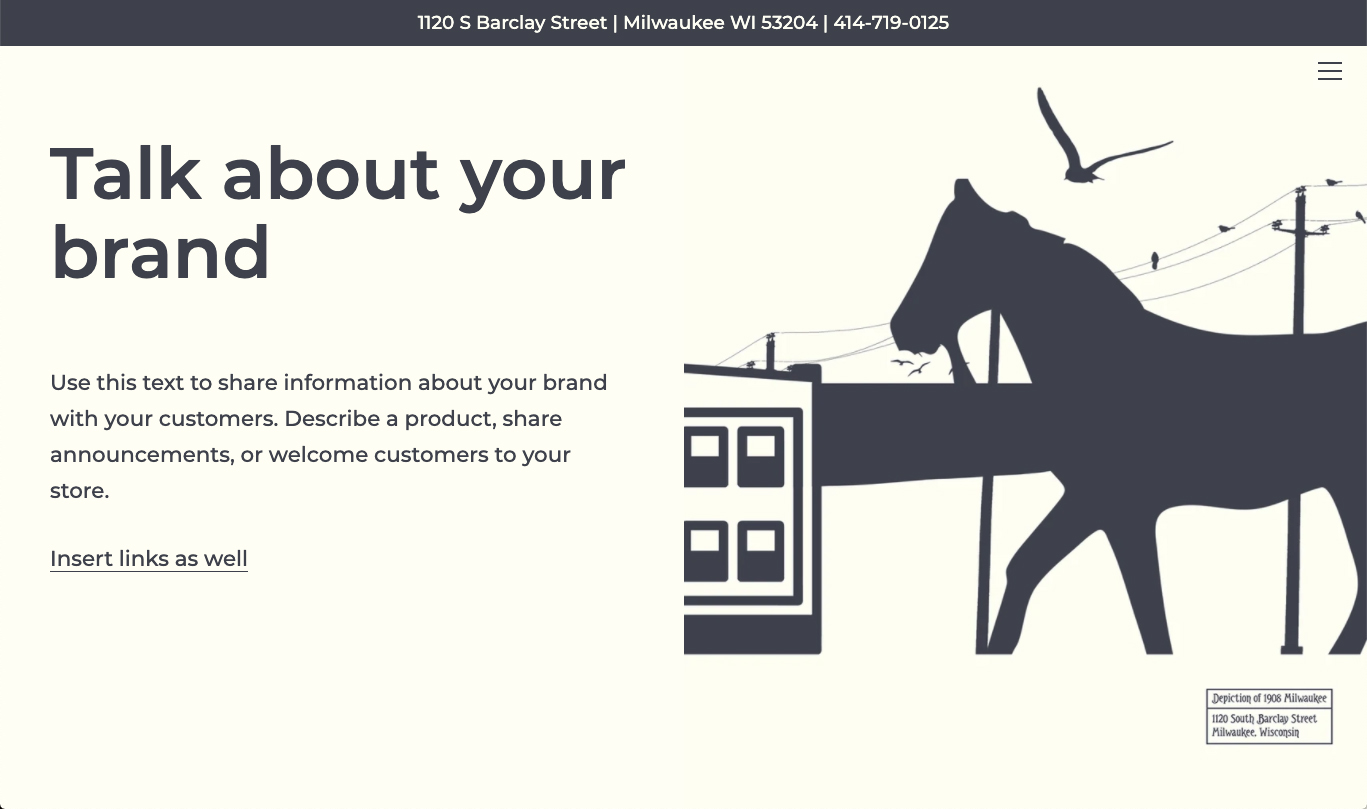 1120 S Barclay Street | Milwaukee WI 53204 | 414-719-0125
Talk about your
brand
Use this text to share information about your brand
with your customers. Describe a product, share
announcements, or welcome customers to your
store.
Insert links as well
Depiction of 1908 Milwaukee
1120 South Barclay Street
Milwaukee, Wisconsin